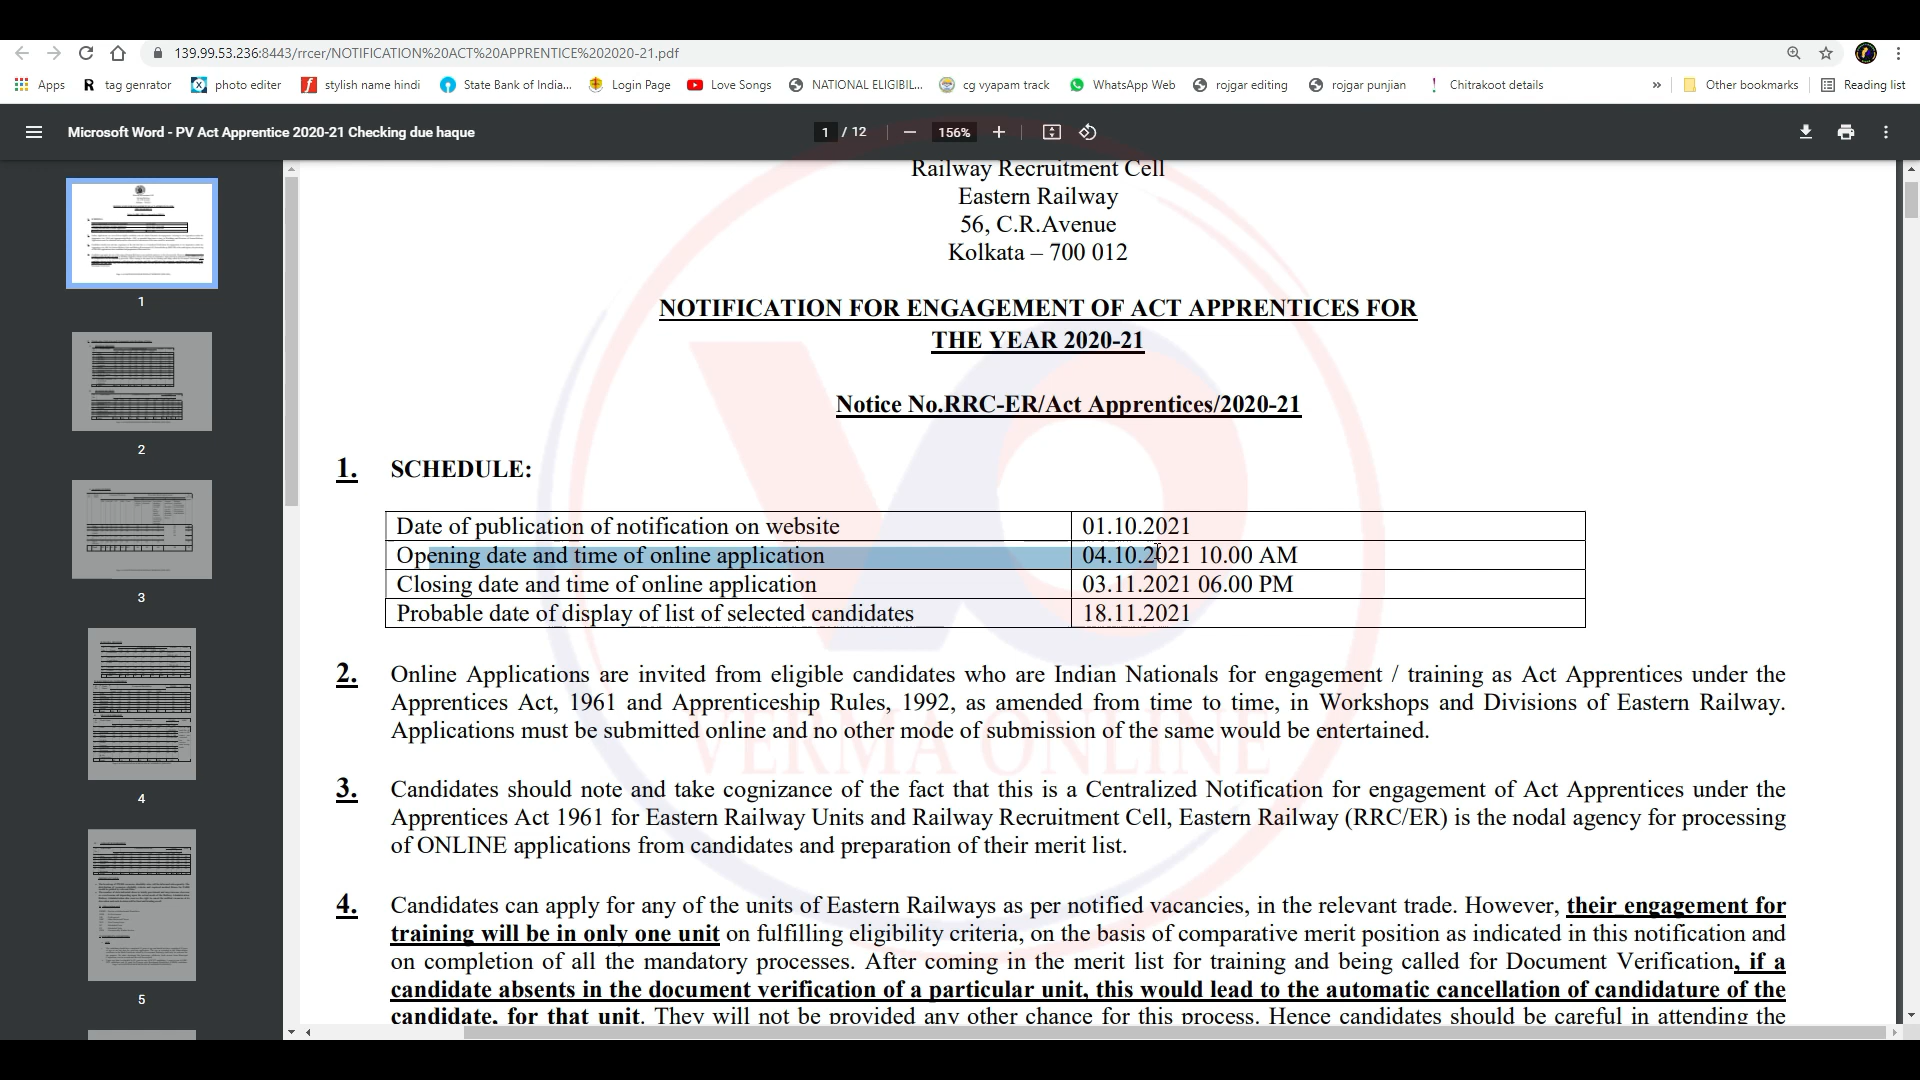 139.99.53.236:8443/rrcer/NOTIFICATION%20ACT%20APPRENTICE%202020-21.pdf
Apps tag genrator photo editer stylish name hindi State Bank of India... Login Page Love Songs NATIONAL ELIGIBIL... cg vyapam track WhatsApp Web rojgar editing rojgar punjian Chitrakoot details » Other bookmarks Reading list
Microsoft Word - PV Act Apprentice 2020-21 Checking due haque 1 / 12 156%
Railway Recruitment Cell
Eastern Railway
56, C.R.Avenue
Kolkata – 700 012
NOTIFICATION FOR ENGAGEMENT OF ACT APPRENTICES FOR
THE YEAR 2020-21
Notice No.RRC-ER/Act Apprentices/2020-21
1. SCHEDULE:
Date of publication of notification on website 01.10.2021
Opening date and time of online application 04.10.2021 10.00 AM
Closing date and time of online application 03.11.2021 06.00 PM
Probable date of display of list of selected candidates 18.11.2021
2. Online Applications are invited from eligible candidates who are Indian Nationals for engagement / training as Act Apprentices under the
Apprentices Act, 1961 and Apprenticeship Rules, 1992, as amended from time to time, in Workshops and Divisions of Eastern Railway.
Applications must be submitted online and no other mode of submission of the same would be entertained.
VERMA ONLINE
3. Candidates should note and take cognizance of the fact that this is a Centralized Notification for engagement of Act Apprentices under the
Apprentices Act 1961 for Eastern Railway Units and Railway Recruitment Cell, Eastern Railway (RRC/ER) is the nodal agency for processing
of ONLINE applications from candidates and preparation of their merit list.
4. Candidates can apply for any of the units of Eastern Railways as per notified vacancies, in the relevant trade. However, their engagement for
training will be in only one unit on fulfilling eligibility criteria, on the basis of comparative merit position as indicated in this notification and
on completion of all the mandatory processes. After coming in the merit list for training and being called for Document Verification, if a
candidate absents in the document verification of a particular unit, this would lead to the automatic cancellation of candidature of the
candidate, for that unit. They will not be provided any other chance for this process. Hence candidates should be careful in attending the
1
2
3
4
5